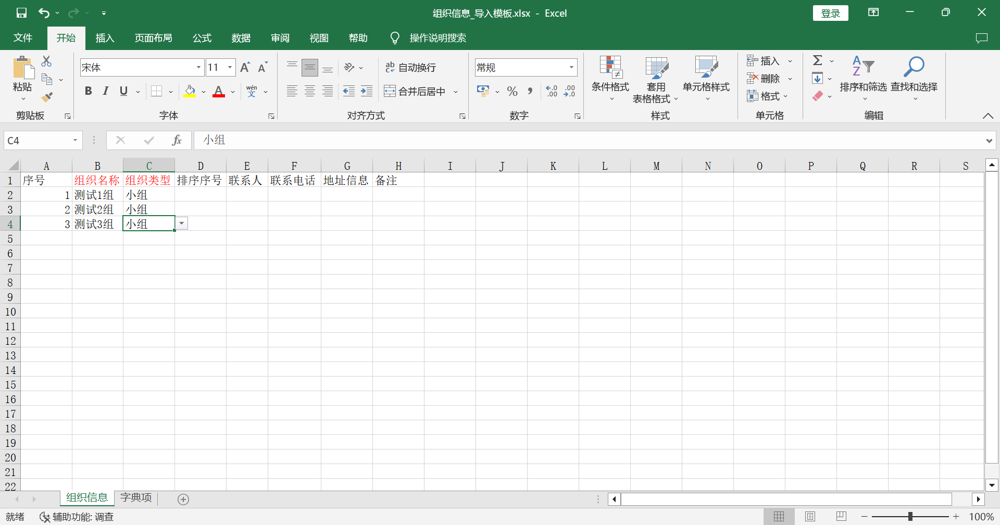 组织信息_导入模板.xlsx - Excel
登录
文件 开始 插入 页面布局 公式 数据 审阅 视图 帮助 操作说明搜索
粘贴
剪贴板
宋体 11 A A
B I U A wén 文
字体
ab c 自动换行
合并后居中
对齐方式
常规
% , .0 .00 .00 .0
数字
条件格式 套用 表格格式 单元格样式
样式
插入
删除
格式
单元格
Σ A Z 排序和筛选 查找和选择
编辑
C4 fx 小组
A B C D E F G H I J K L M N O P Q R S
1 序号 组织名称 组织类型 排序序号 联系人 联系电话 地址信息 备注
2 1 测试1组 小组
3 2 测试2组 小组
4 3 测试3组 小组
5
6
7
8
9
10
11
12
13
14
15
16
17
18
19
20
21
22
组织信息 字典项
就绪 辅助功能: 调查 100%